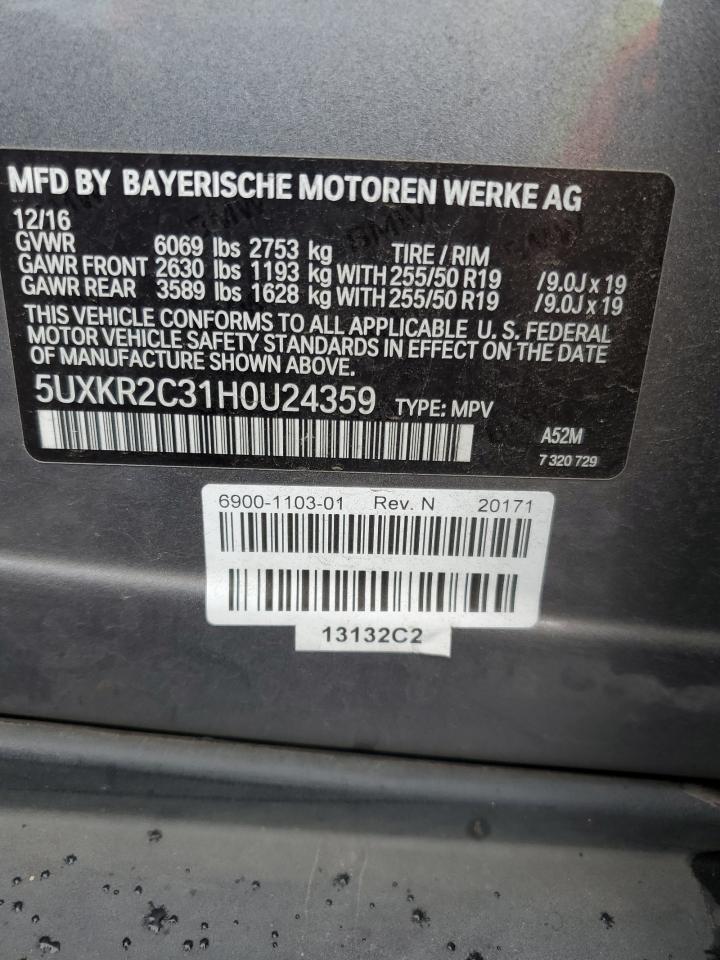 MFD BY BAYERISCHE MOTOREN WERKE AG
12/16
GVWR 6069 lbs 2753 kg TIRE / RIM
GAWR FRONT 2630 lbs 1193 kg WITH 255/50 R19 /9.0J x 19
GAWR REAR 3589 lbs 1628 kg WITH 255/50 R19 /9.0J x 19
THIS VEHICLE CONFORMS TO ALL APPLICABLE U. S. FEDERAL
MOTOR VEHICLE SAFETY STANDARDS IN EFFECT ON THE DATE
OF MANUFACTURE SHOWN ABOVE.
5UXKR2C31H0U24359 TYPE: MPV
A52M
7 320 729
6900-1103-01 Rev. N 20171
13132C2